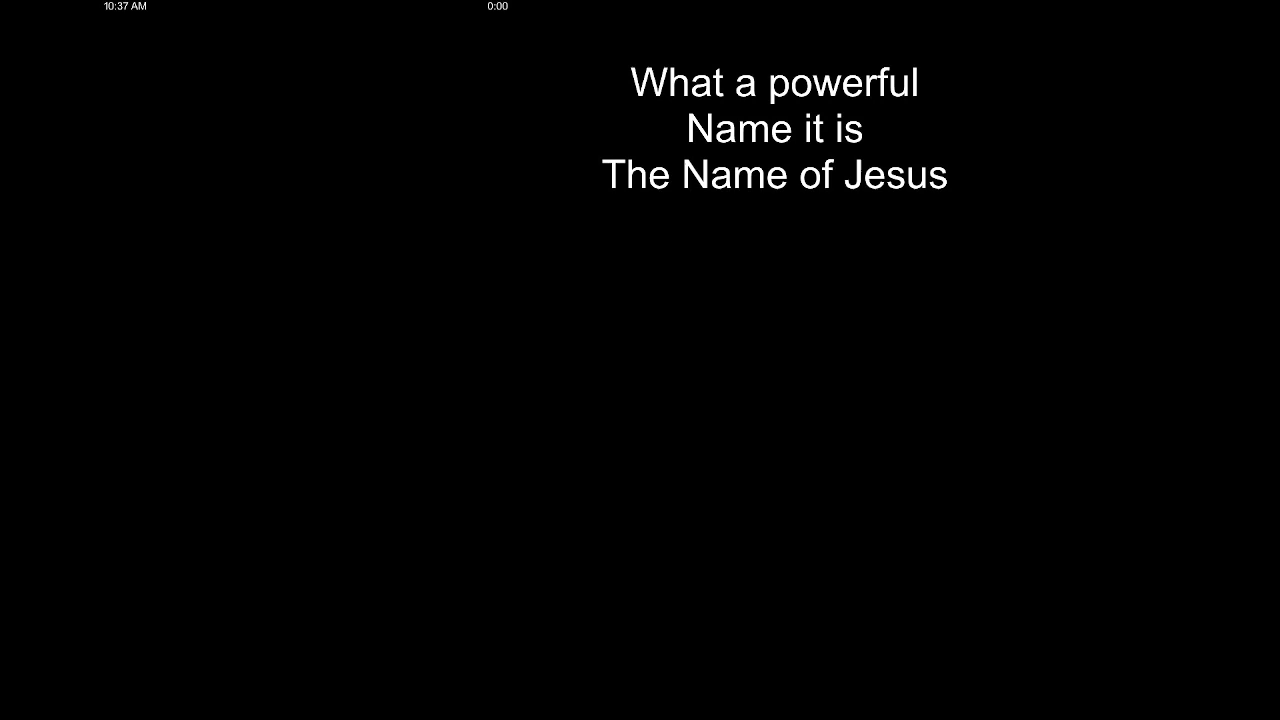 10:37 AM
0:00
What a powerful
Name it is
The Name of Jesus